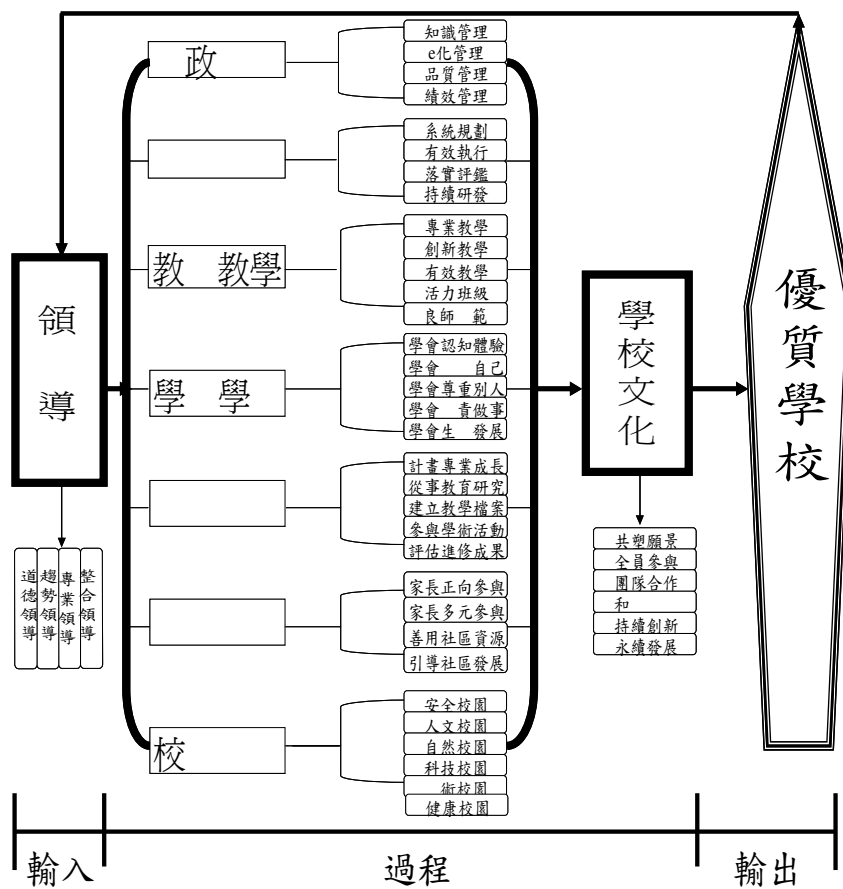 政
知識管理
e化管理
品質管理
績效管理
系統規劃
有效執行
落實評鑑
持續研發
教 教學
專業教學
創新教學
有效教學
活力班級
良師 範
領導
學 學
學會認知體驗
學會 自己
學會尊重別人
學會 責做事
學會生 發展
學校文化
優質學校
計畫專業成長
從事教育研究
建立教學檔案
參與學術活動
評估進修成果
道德領導
趨勢領導
專業領導
整合領導
共塑願景
全員參與
團隊合作
和
持續創新
永續發展
家長正向參與
家長多元參與
善用社區資源
引導社區發展
校
安全校園
人文校園
自然校園
科技校園
術校園
健康校園
輸入
過程
輸出